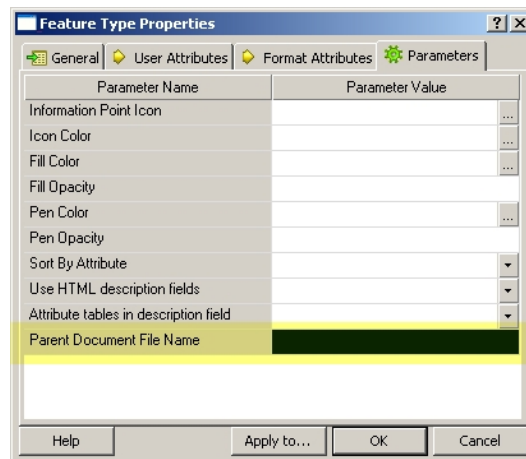 Feature Type Properties
General User Attributes Format Attributes Parameters
Parameter Name Parameter Value
Information Point Icon ...
Icon Color ...
Fill Color ...
Fill Opacity
Pen Color ...
Pen Opacity
Sort By Attribute
Use HTML description fields
Attribute tables in description field
Parent Document File Name
Help Apply to... OK Cancel